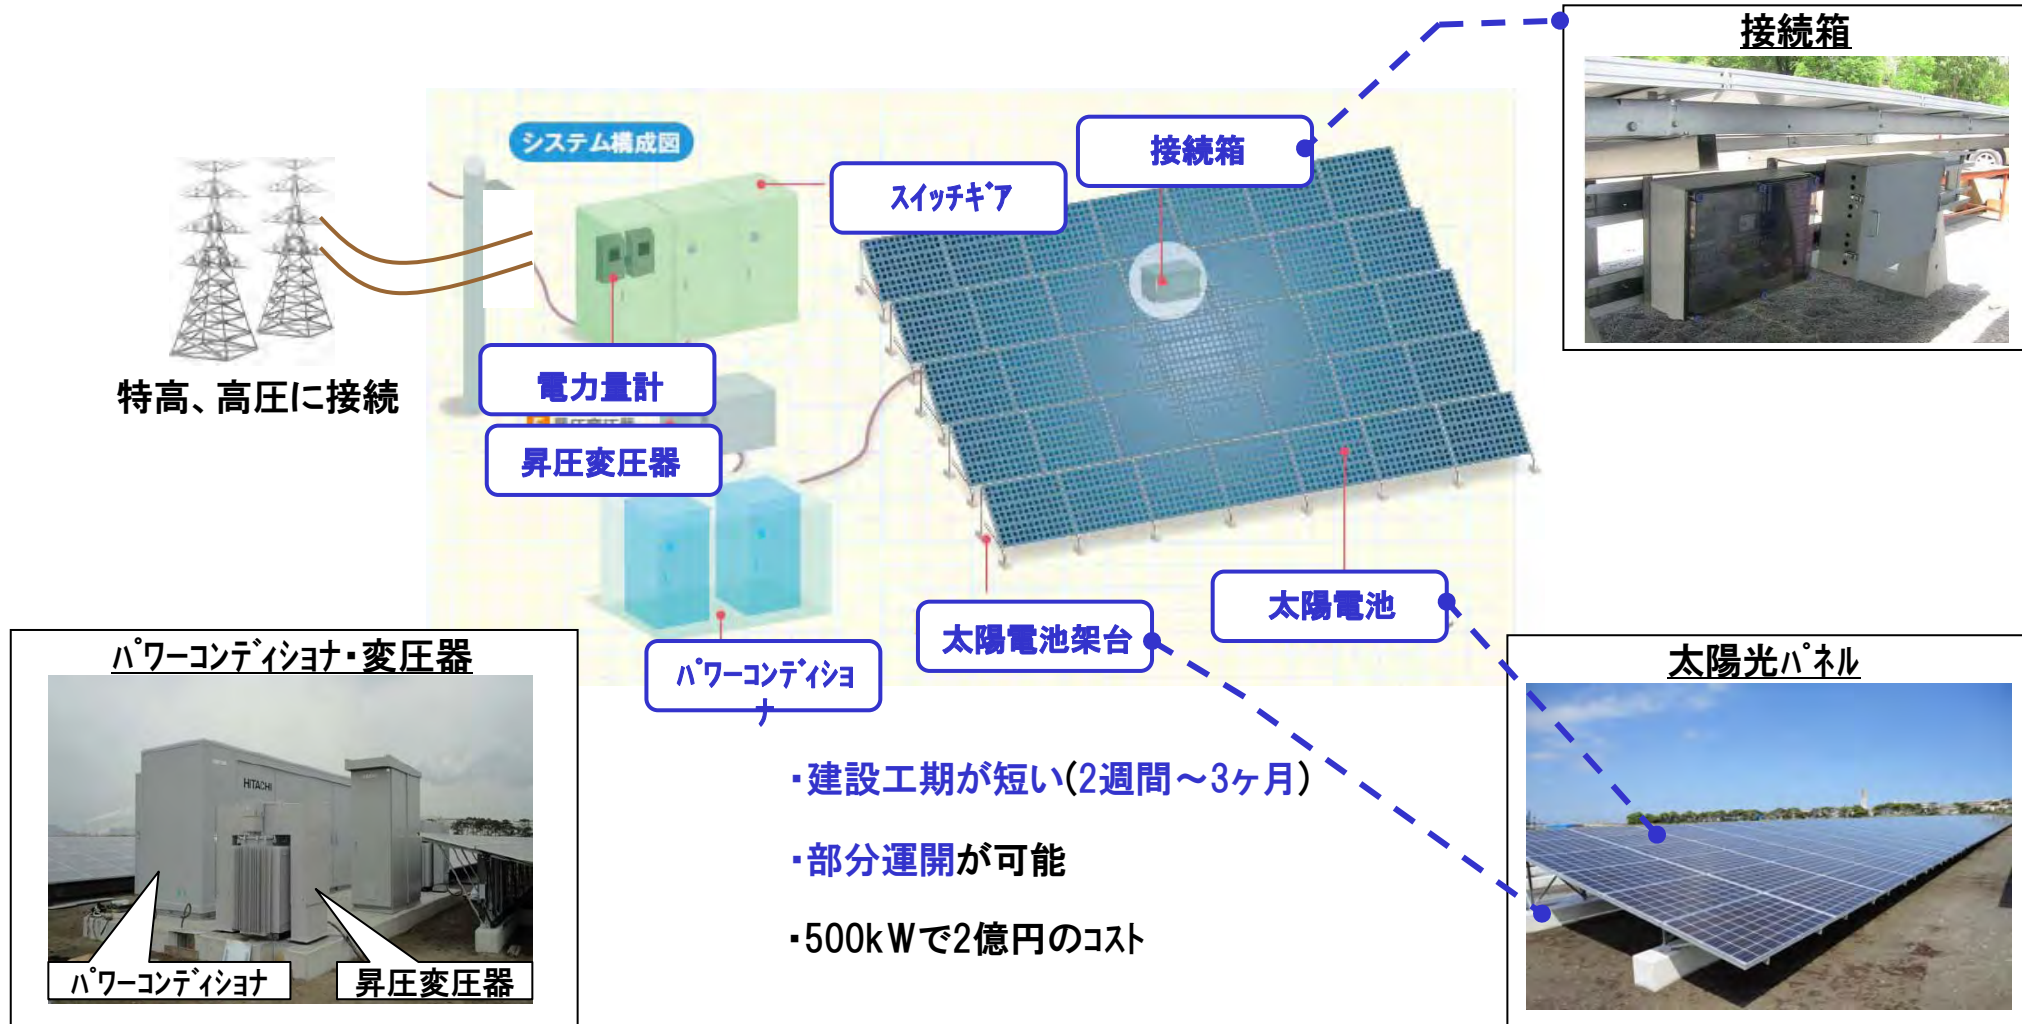 接続箱
システム構成図
接続箱
スイッチギア
電力量計
特高、高圧に接続
昇圧変圧器
太陽電池
太陽電池架台
パワーコンディショ
ナ
パワーコンディショナ・変圧器
HITACHI
パワーコンディショナ
昇圧変圧器
太陽光パネル
・建設工期が短い(2週間～3ヶ月)
・部分運開が可能
・500kWで2億円のコスト